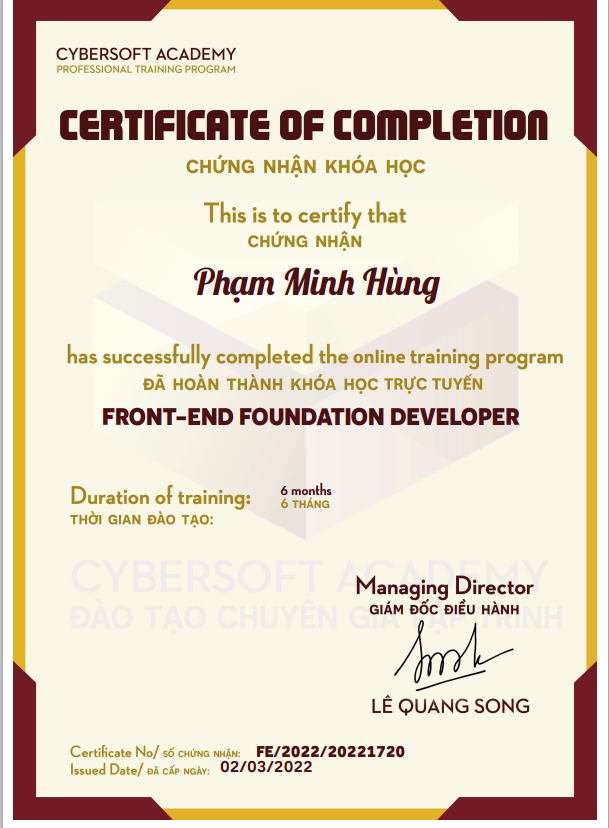 CYBERSOFT ACADEMY
PROFESSIONAL TRAINING PROGRAM
CERTIFICATE OF COMPLETION
CHỨNG NHẬN KHÓA HỌC
This is to certify that
CHỨNG NHẬN
Phạm Minh Hùng
has successfully completed the online training program
ĐÃ HOÀN THÀNH KHÓA HỌC TRỰC TUYẾN
FRONT-END FOUNDATION DEVELOPER
Duration of training: 6 months
THỜI GIAN ĐÀO TẠO: 6 THÁNG
CYBERSOFT ACADEMY
ĐÀO TẠO CHUYÊN GIA LẬP TRÌNH
Managing Director
GIÁM ĐỐC ĐIỀU HÀNH
LÊ QUANG SONG
Certificate No/ SỐ CHỨNG NHẬN: FE/2022/20221720
Issued Date/ ĐÃ CẤP NGÀY: 02/03/2022